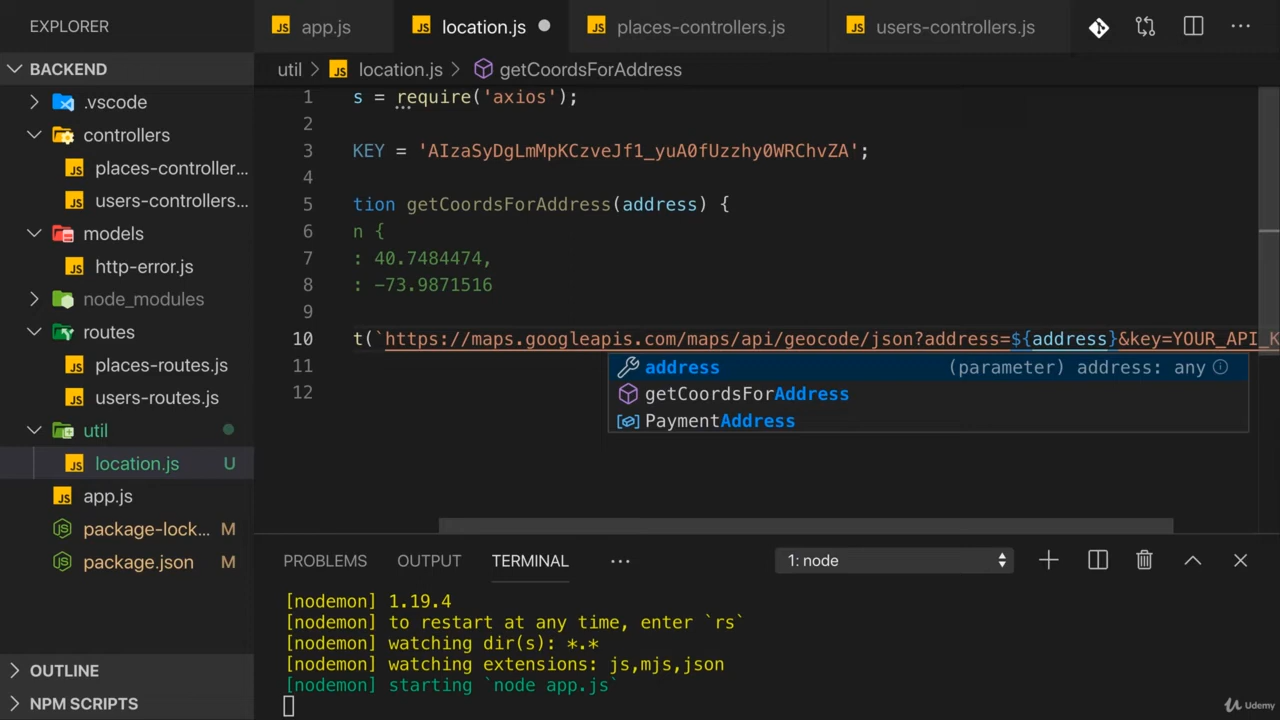 EXPLORER
app.js
location.js
places-controllers.js
users-controllers.js
BACKEND
util > location.js > getCoordsForAddress
.vscode
controllers
places-controller...
users-controllers...
models
http-error.js
node_modules
routes
places-routes.js
users-routes.js
util
location.js U
app.js
package-lock... M
package.json M
OUTLINE
NPM SCRIPTS
1 s = require('axios');
2
3 KEY = 'AIzaSyDgLmMpKCzveJf1_yuA0fUzzhy0WRChvZA';
4
5 tion getCoordsForAddress(address) {
6 n {
7 : 40.7484474,
8 : -73.9871516
9
10 t(`https://maps.googleapis.com/maps/api/geocode/json?address=${address}&key=YOUR_API_K
11
12
address (parameter) address: any
getCoordsForAddress
PaymentAddress
PROBLEMS OUTPUT TERMINAL ... 1: node
[nodemon] 1.19.4
[nodemon] to restart at any time, enter `rs`
[nodemon] watching dir(s): *.*
[nodemon] watching extensions: js,mjs,json
[nodemon] starting `node app.js`
Udemy